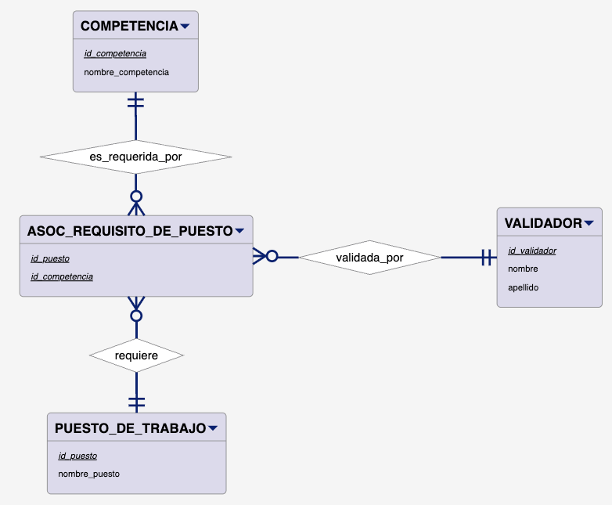 COMPETENCIA
id_competencia
nombre_competencia
es_requerida_por
ASOC_REQUISITO_DE_PUESTO
id_puesto
id_competencia
validada_por
VALIDADOR
id_validador
nombre
apellido
requiere
PUESTO_DE_TRABAJO
id_puesto
nombre_puesto